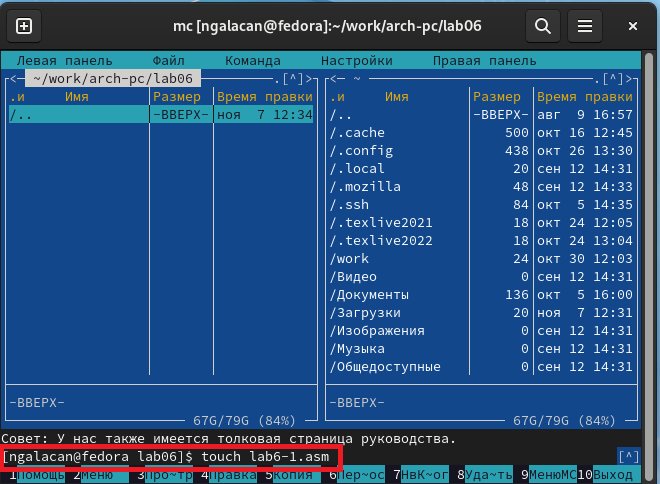 mc [ngalacan@fedora]:~/work/arch-pc/lab06
Левая панель Файл Команда Настройки Правая панель
<─ ~/work/arch-pc/lab06 .[^]>
.и Имя Размер Время правки
/.. -ВВЕРХ- ноя 7 12:34
-ВВЕРХ-
67G/79G (84%)
<─ ~ .[^]>
.и Имя Размер Время правки
/.. -ВВЕРХ- авг 9 16:57
/.cache 500 окт 16 12:45
/.config 438 окт 26 13:30
/.local 20 сен 12 14:31
/.mozilla 48 сен 12 14:33
/.ssh 84 окт 5 14:35
/.texlive2021 18 окт 24 12:05
/.texlive2022 18 окт 24 13:04
/work 24 окт 30 12:03
/Видео 0 сен 12 14:31
/Документы 136 окт 5 16:00
/Загрузки 20 ноя 7 12:31
/Изображения 0 сен 12 14:31
/Музыка 0 сен 12 14:31
/Общедоступные 0 сен 12 14:31
-ВВЕРХ-
67G/79G (84%)
Совет: У нас также имеется толковая страница руководства.
[ngalacan@fedora lab06]$ touch lab6-1.asm [^]
1Помощь 2Меню 3Про~тр 4Правка 5Копия 6Пер~ос 7НвК~ог 8Уда~ть 9МенюMC 10Выход